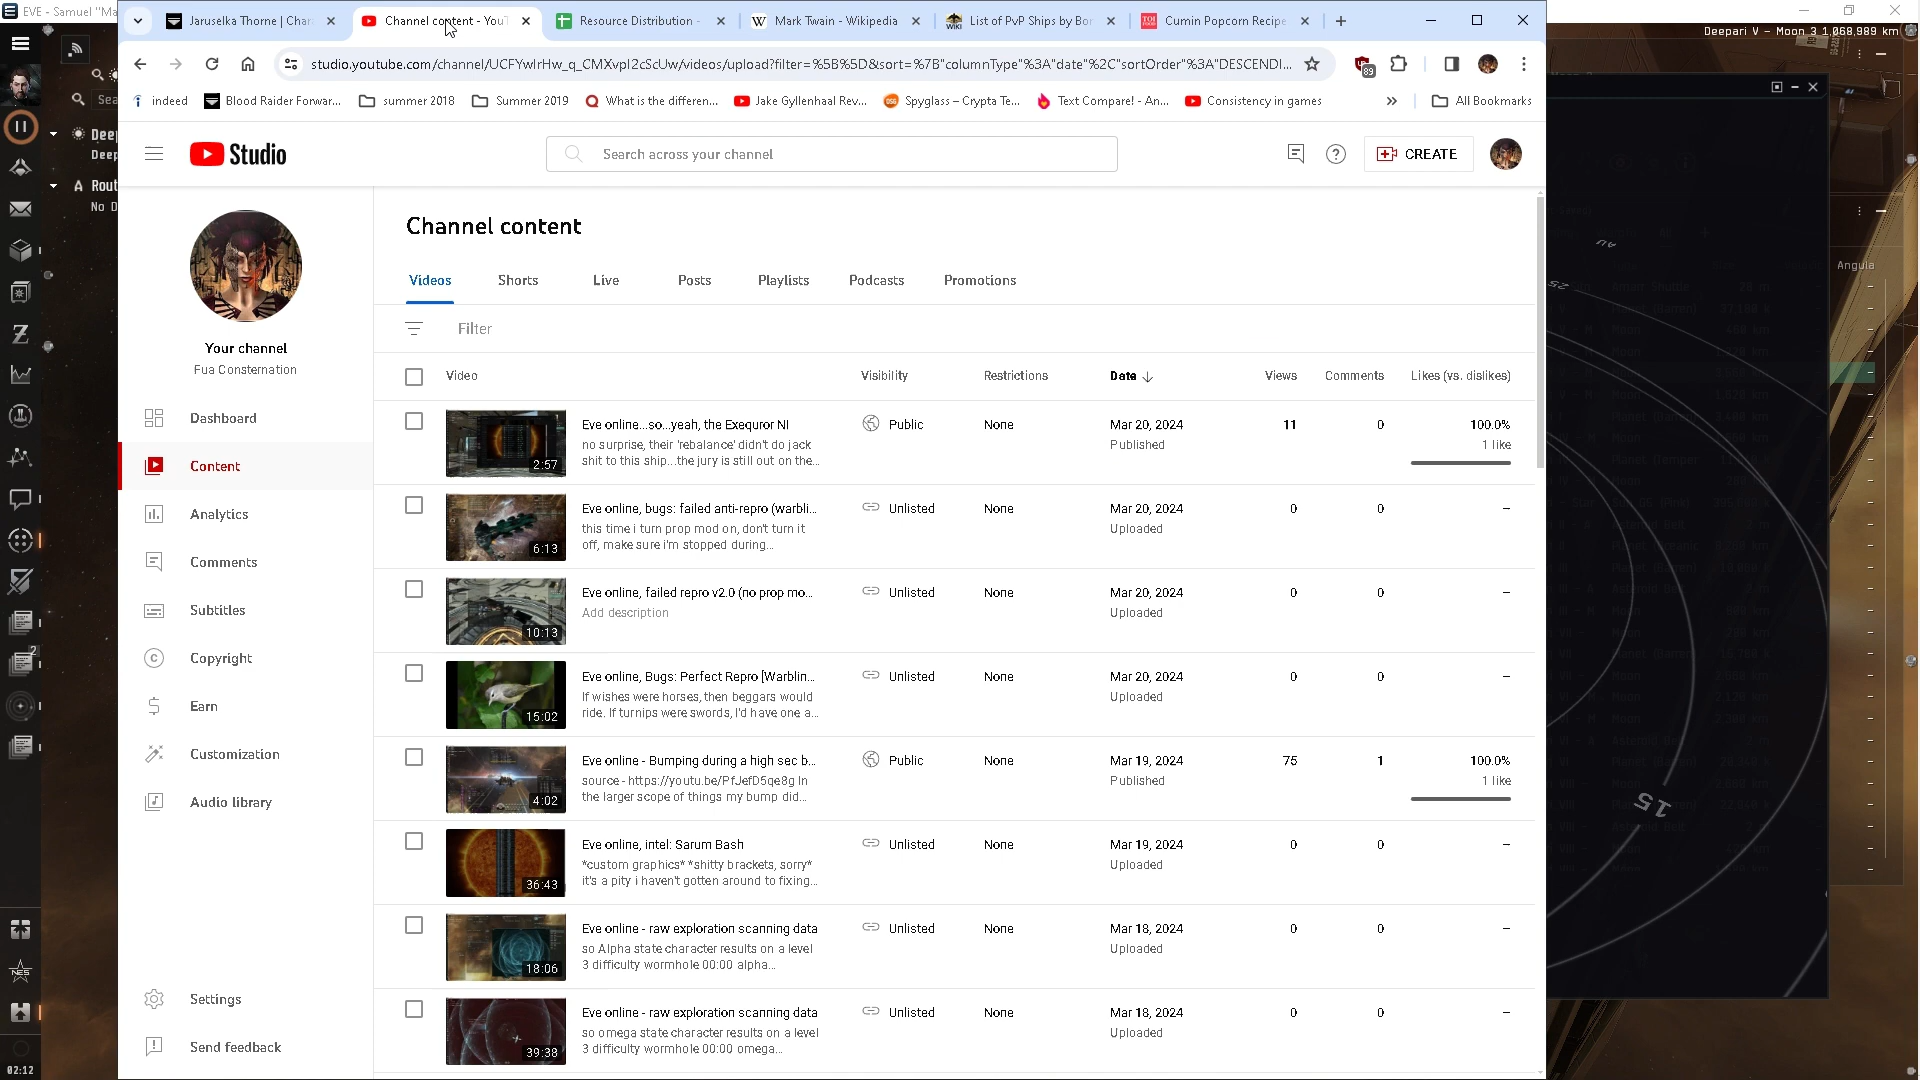 EVE - Samuel "Ma
Jaruselka Thorne | Char
Channel content - YouT
Resource Distribution -
Mark Twain - Wikipedia
List of PvP Ships by Bon
Cumin Popcorn Recipe
studio.youtube.com/channel/UCFYwIrHw_q_CMXvpI2cScUw/videos/upload?filter=%5B%5D&sort=%7B"columnType"%3A"date"%2C"sortOrder"%3A"DESCENDI...
89
indeed
Blood Raider Forwar...
summer 2018
Summer 2019
What is the differen...
Jake Gyllenhaal Rev...
Spyglass – Crypta Te...
Text Compare! - An...
Consistency in games
All Bookmarks
Deepari V - Moon 3 1,068,989 km
Sea
Deep
Deep
Rout
No D
Studio
Search across your channel
CREATE
Your channel
Fua Consternation
Dashboard
Content
Analytics
Comments
Subtitles
Copyright
Earn
Customization
Audio library
Settings
Send feedback
Channel content
Videos Shorts Live Posts Playlists Podcasts Promotions
Filter
Video Visibility Restrictions Date Views Comments Likes (vs. dislikes)
2:57
Eve online...so...yeah, the Exequror NI
no surprise, their 'rebalance' didn't do jack
shit to this ship...the jury is still out on the...
Public None Mar 20, 2024 11 0 100.0%
Published 1 like
6:13
Eve online, bugs: failed anti-repro (warbli...
this time i turn prop mod on, don't turn it
off, make sure i'm stopped during...
Unlisted None Mar 20, 2024 0 0 –
Uploaded
10:13
Eve online, failed repro v2.0 (no prop mo...
Add description
Unlisted None Mar 20, 2024 0 0 –
Uploaded
15:02
Eve online, Bugs: Perfect Repro [Warblin...
If wishes were horses, then beggars would
ride. If turnips were swords, I'd have one a...
Unlisted None Mar 20, 2024 0 0 –
Uploaded
4:02
Eve online - Bumping during a high sec b...
source - https://youtu.be/PfJefD5qe8g In
the larger scope of things my bump did...
Public None Mar 19, 2024 75 1 100.0%
Published 1 like
36:43
Eve online, intel: Sarum Bash
*custom graphics* *shitty brackets, sorry*
it's a pity i haven't gotten around to fixing...
Unlisted None Mar 19, 2024 0 0 –
Uploaded
18:06
Eve online - raw exploration scanning data
so Alpha state character results on a level
3 difficulty wormhole 00:00 alpha...
Unlisted None Mar 18, 2024 0 0 –
Uploaded
39:38
Eve online - raw exploration scanning data
so omega state character results on a level
3 difficulty wormhole 00:00 omega...
Unlisted None Mar 18, 2024 0 0 –
Uploaded
AU
25
15
Angula
2
NES
02:12